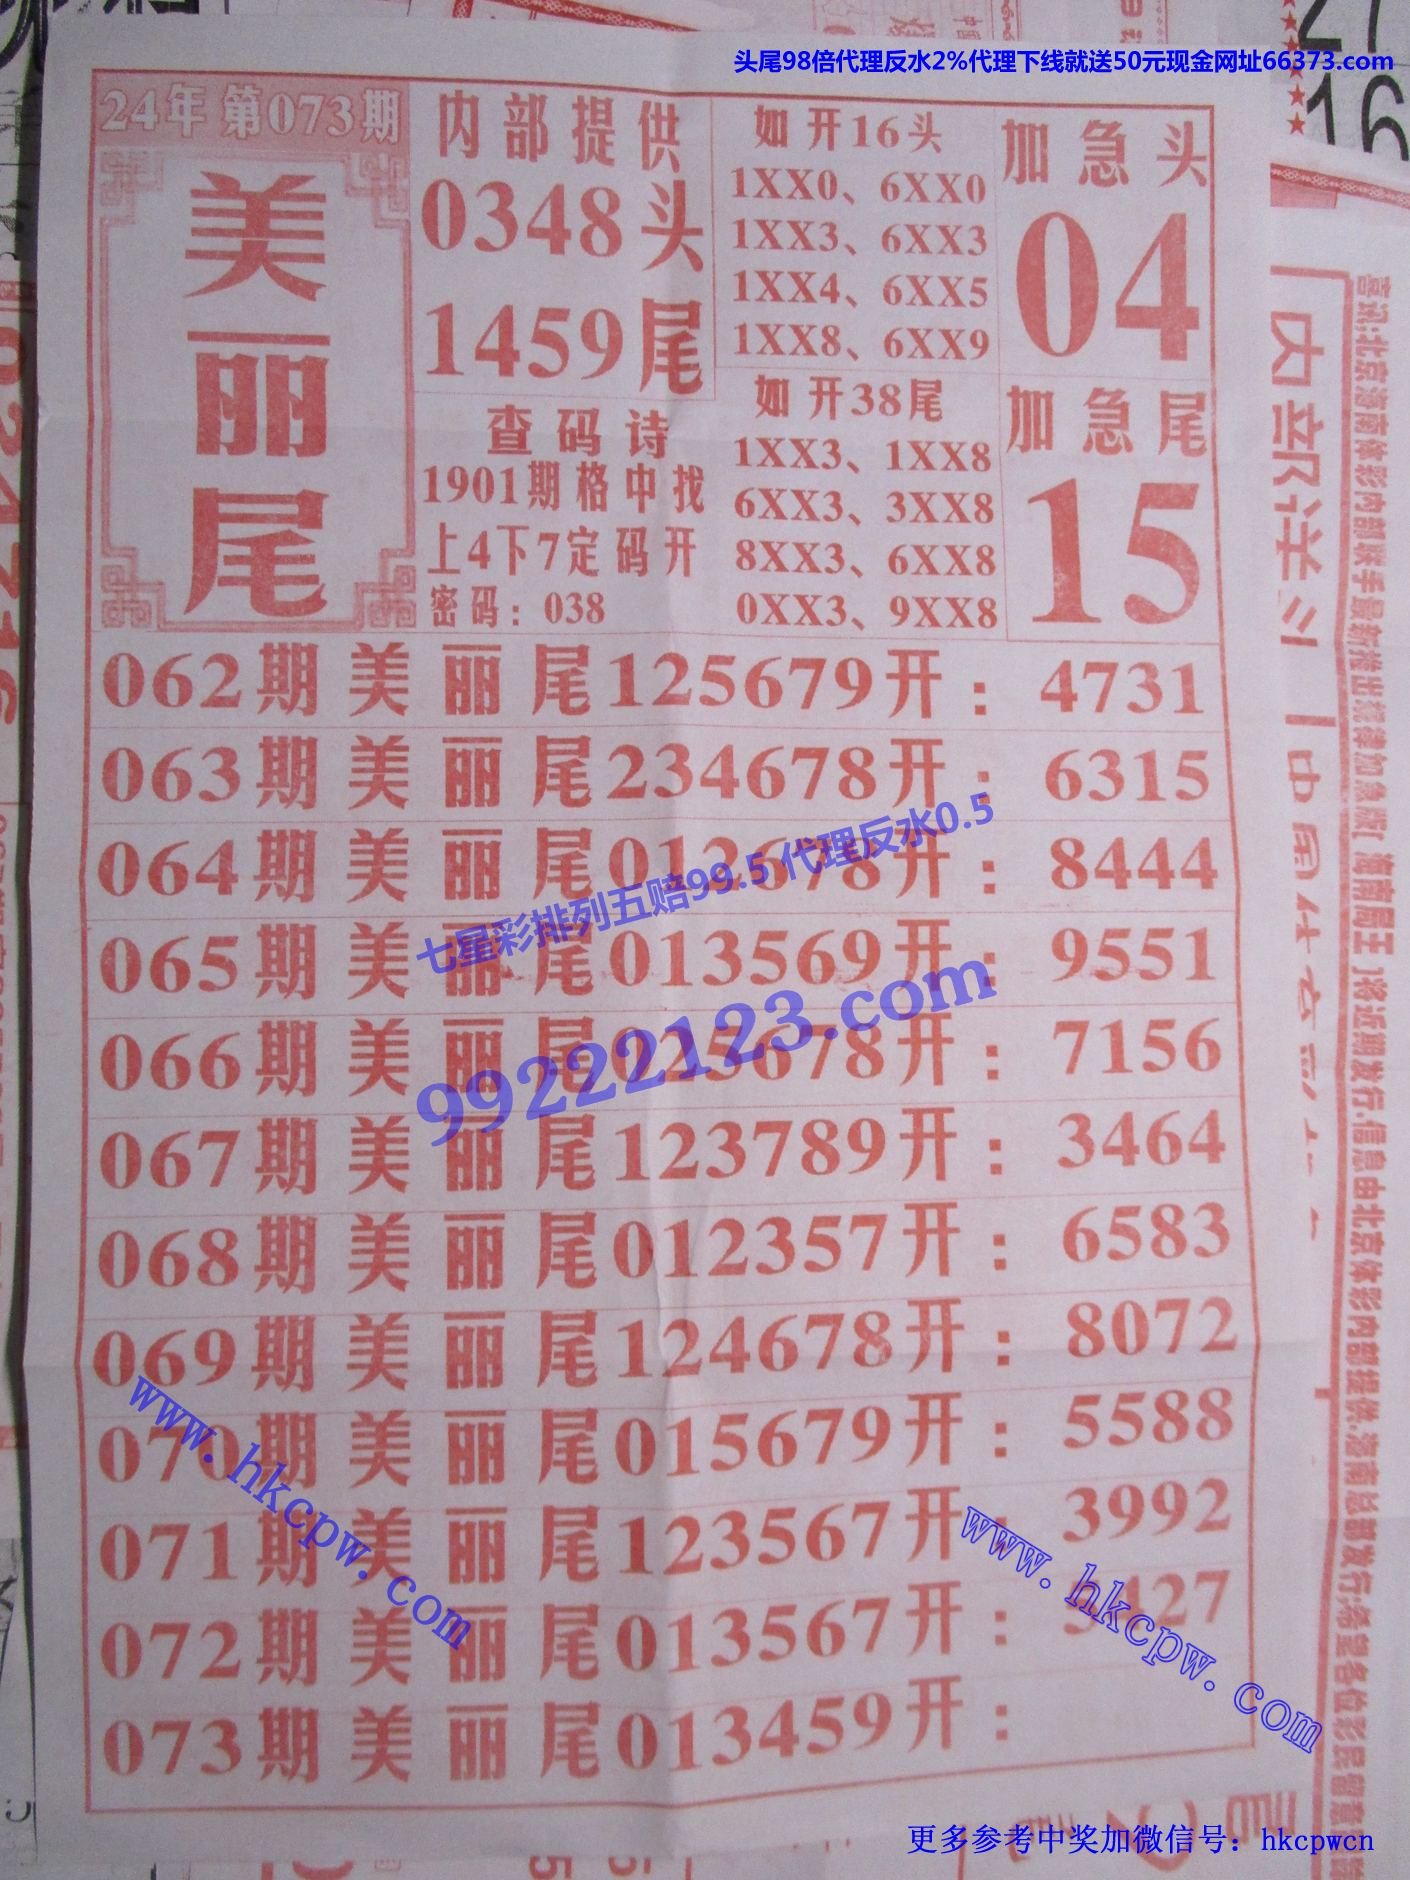 头尾98倍代理反水2%代理下线就送50元现金网址66373.com
24年 第073期
美丽尾
内部提供
0348头
1459尾
查码诗
1901期格中找
上4下7定码开
密码：038
如开16头
1XX0、6XX0
1XX3、6XX3
1XX4、6XX5
1XX8、6XX9
如开38尾
1XX3、1XX8
6XX3、3XX8
8XX3、6XX8
0XX3、9XX8
加急头
04
加急尾
15
062期美丽尾125679开：4731
063期美丽尾234678开：6315
064期美丽尾012678开：8444
065期美丽尾013569开：9551
066期美丽尾025678开：7156
067期美丽尾123789开：3464
068期美丽尾012357开：6583
069期美丽尾124678开：8072
070期美丽尾015679开：5588
071期美丽尾123567开：3992
072期美丽尾013567开：5427
073期美丽尾013459开：
七星彩排列五赔99.5 代理反水0.5
99222123.com
www.hkcpw.com
www.hkcpw.com
16
更多参考中奖加微信号：hkcpwcn